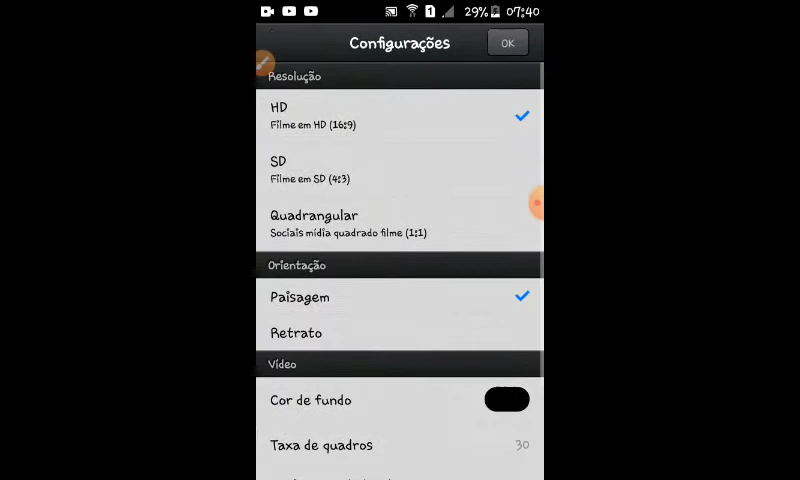 1
29%
07:40
Configurações
OK
Resolução
HD
Filme em HD (16:9)
SD
Filme em SD (4:3)
Quadrangular
Sociais mídia quadrado filme (1:1)
Orientação
Paisagem
Retrato
Vídeo
Cor de fundo
Taxa de quadros
30